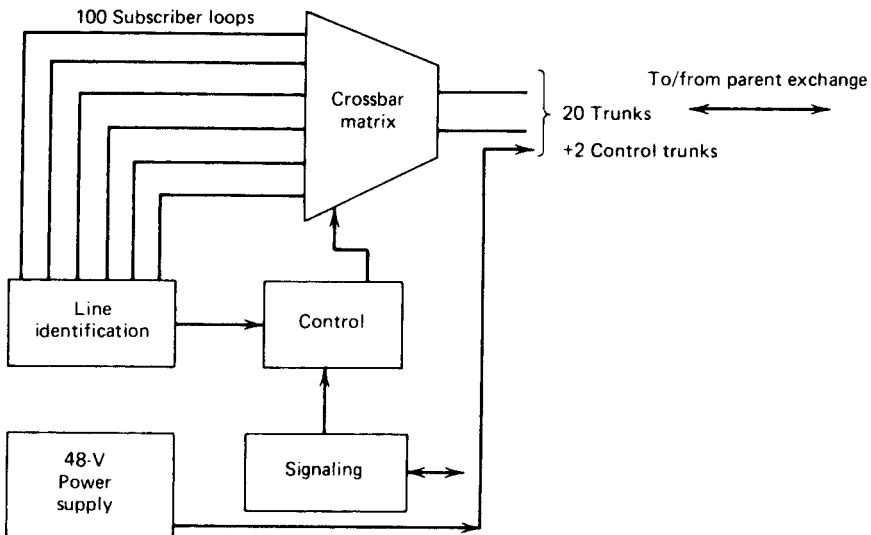 100 Subscriber loops
Crossbar
matrix
To/from parent exchange
20 Trunks
+2 Control trunks
Line
identification
Control
48-V
Power
supply
Signaling